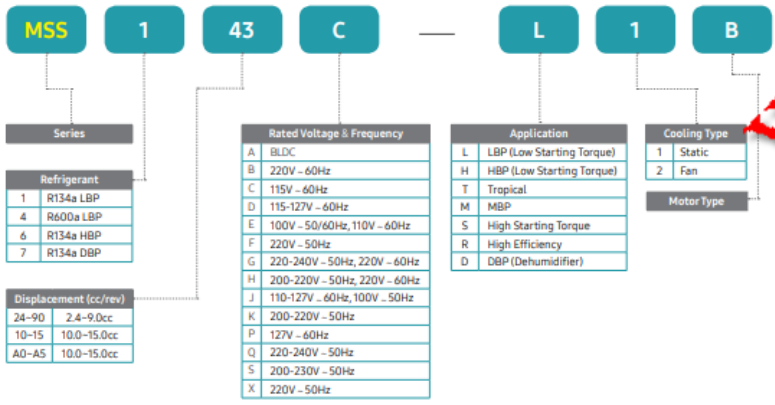 MSS 1 43 C — L 1 B
Series
Refrigerant
1 R134a LBP
4 R600a LBP
6 R134a HBP
7 R134a DBP
Displacement (cc/rev)
24~90 2.4~9.0cc
10~15 10.0~15.0cc
A0~A5 10.0~15.0cc
Rated Voltage & Frequency
A BLDC
B 220V ~ 60Hz
C 115V ~ 60Hz
D 115-127V ~ 60Hz
E 100V ~ 50/60Hz, 110V ~ 60Hz
F 220V ~ 50Hz
G 220-240V ~ 50Hz, 220V ~ 60Hz
H 200-220V ~ 50Hz, 220V ~ 60Hz
J 110-127V ~ 60Hz, 100V ~ 50Hz
K 200-220V ~ 50Hz
P 127V ~ 60Hz
Q 220-240V ~ 50Hz
S 200-230V ~ 50Hz
X 220V ~ 50Hz
Application
L LBP (Low Starting Torque)
H HBP (Low Starting Torque)
T Tropical
M MBP
S High Starting Torque
R High Efficiency
D DBP (Dehumidifier)
Cooling Type
1 Static
2 Fan
Motor Type